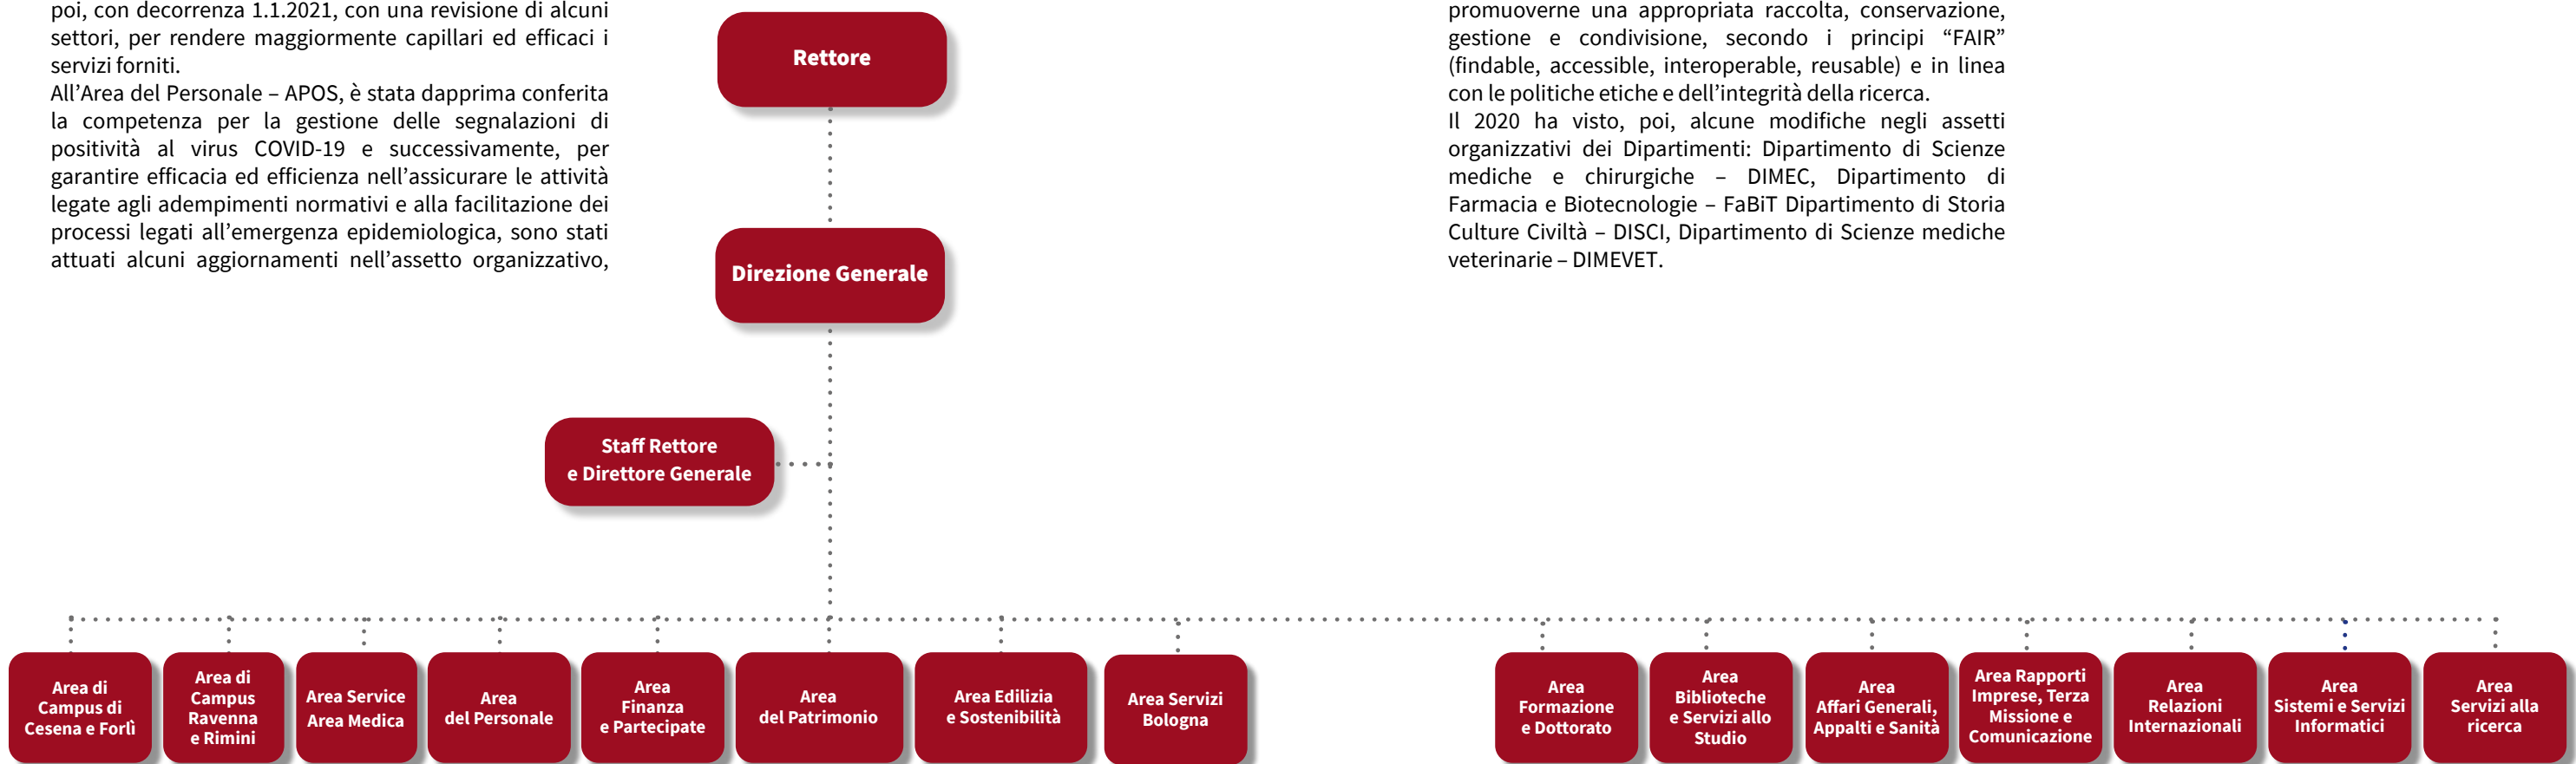 poi, con decorrenza 1.1.2021, con una revisione di alcuni
settori, per rendere maggiormente capillari ed efficaci i
servizi forniti.
All’Area del Personale – APOS, è stata dapprima conferita
la competenza per la gestione delle segnalazioni di
positività al virus COVID-19 e successivamente, per
garantire efficacia ed efficienza nell’assicurare le attività
legate agli adempimenti normativi e alla facilitazione dei
processi legati all’emergenza epidemiologica, sono stati
attuati alcuni aggiornamenti nell’assetto organizzativo,
promuoverne una appropriata raccolta, conservazione,
gestione e condivisione, secondo i principi “FAIR”
(findable, accessible, interoperable, reusable) e in linea
con le politiche etiche e dell’integrità della ricerca.
Il 2020 ha visto, poi, alcune modifiche negli assetti
organizzativi dei Dipartimenti: Dipartimento di Scienze
mediche e chirurgiche – DIMEC, Dipartimento di
Farmacia e Biotecnologie – FaBiT Dipartimento di Storia
Culture Civiltà – DISCI, Dipartimento di Scienze mediche
veterinarie – DIMEVET.
Rettore
Direzione Generale
Staff Rettore
e Direttore Generale
Area di
Campus di
Cesena e Forlì
Area di
Campus
Ravenna
e Rimini
Area Service
Area Medica
Area
del Personale
Area
Finanza
e Partecipate
Area
del Patrimonio
Area Edilizia
e Sostenibilità
Area Servizi
Bologna
Area
Formazione
e Dottorato
Area
Biblioteche
e Servizi allo
Studio
Area
Affari Generali,
Appalti e Sanità
Area Rapporti
Imprese, Terza
Missione e
Comunicazione
Area
Relazioni
Internazionali
Area
Sistemi e Servizi
Informatici
Area
Servizi alla
ricerca